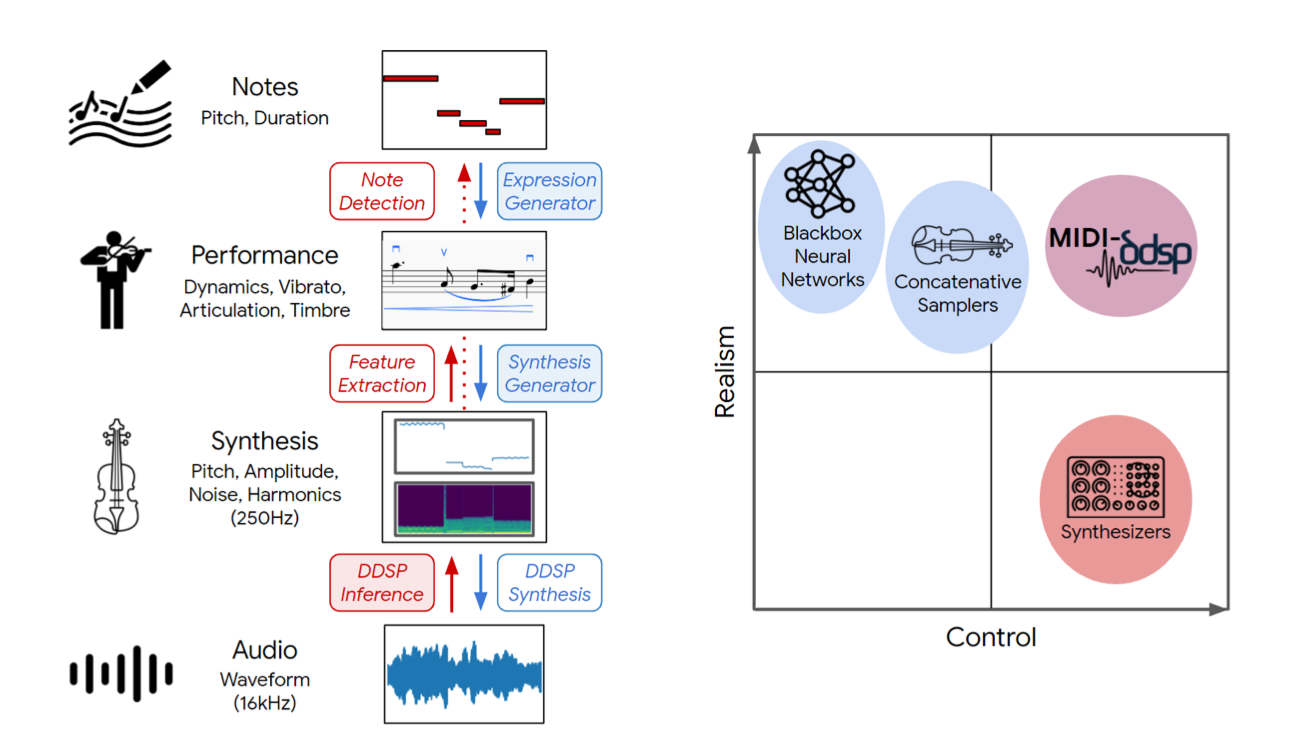 Notes
Pitch, Duration
Note
Detection
Expression
Generator
Performance
Dynamics, Vibrato,
Articulation, Timbre
Feature
Extraction
Synthesis
Generator
Synthesis
Pitch, Amplitude,
Noise, Harmonics
(250Hz)
DDSP
Inference
DDSP
Synthesis
Audio
Waveform
(16kHz)
Realism
Blackbox
Neural
Networks
Concatenative
Samplers
MIDI-ddsp
Synthesizers
Control